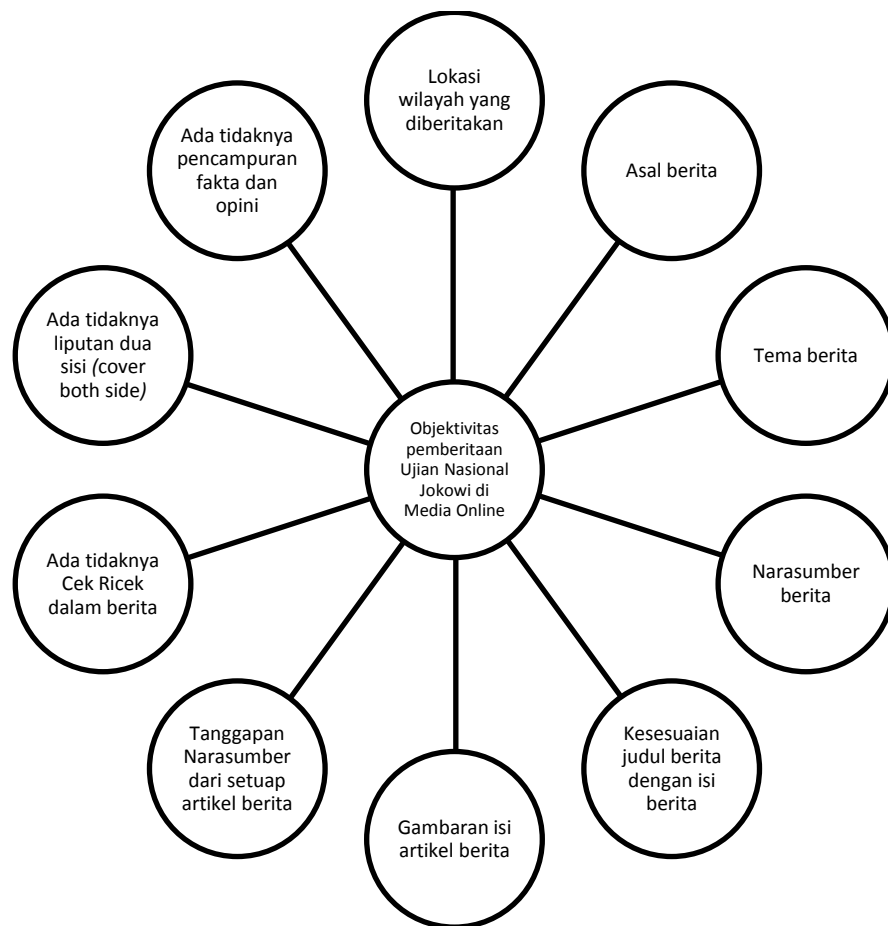 Lokasi
wilayah yang
diberitakan
Asal berita
Tema berita
Narasumber
berita
Kesesuaian
judul berita
dengan isi
berita
Gambaran isi
artikel berita
Tanggapan
Narasumber
dari setuap
artikel berita
Ada tidaknya
Cek Ricek
dalam berita
Ada tidaknya
liputan dua
sisi (cover
both side)
Ada tidaknya
pencampuran
fakta dan
opini
Objektivitas
pemberitaan
Ujian Nasional
Jokowi di
Media Online